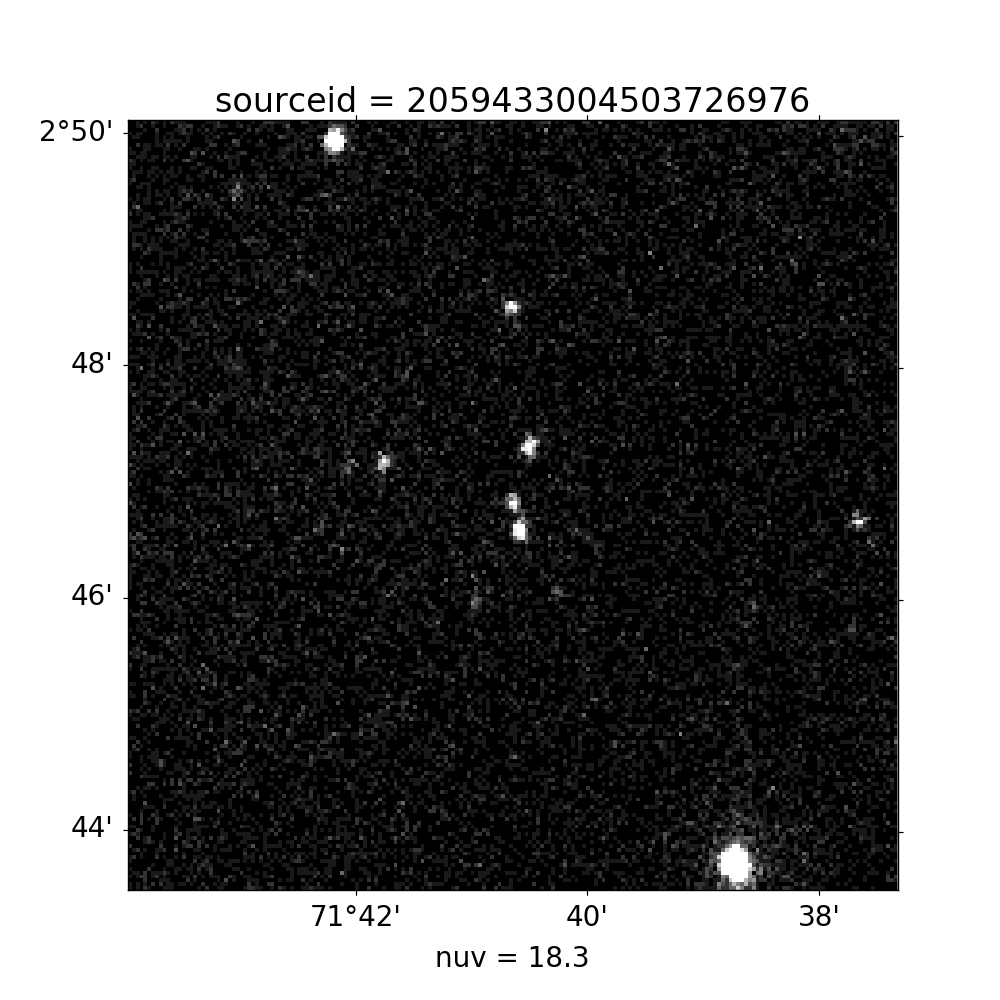 sourceid = 2059433004503726976
2°50'
48'
46'
44'
71°42' 40' 38'
nuv = 18.3